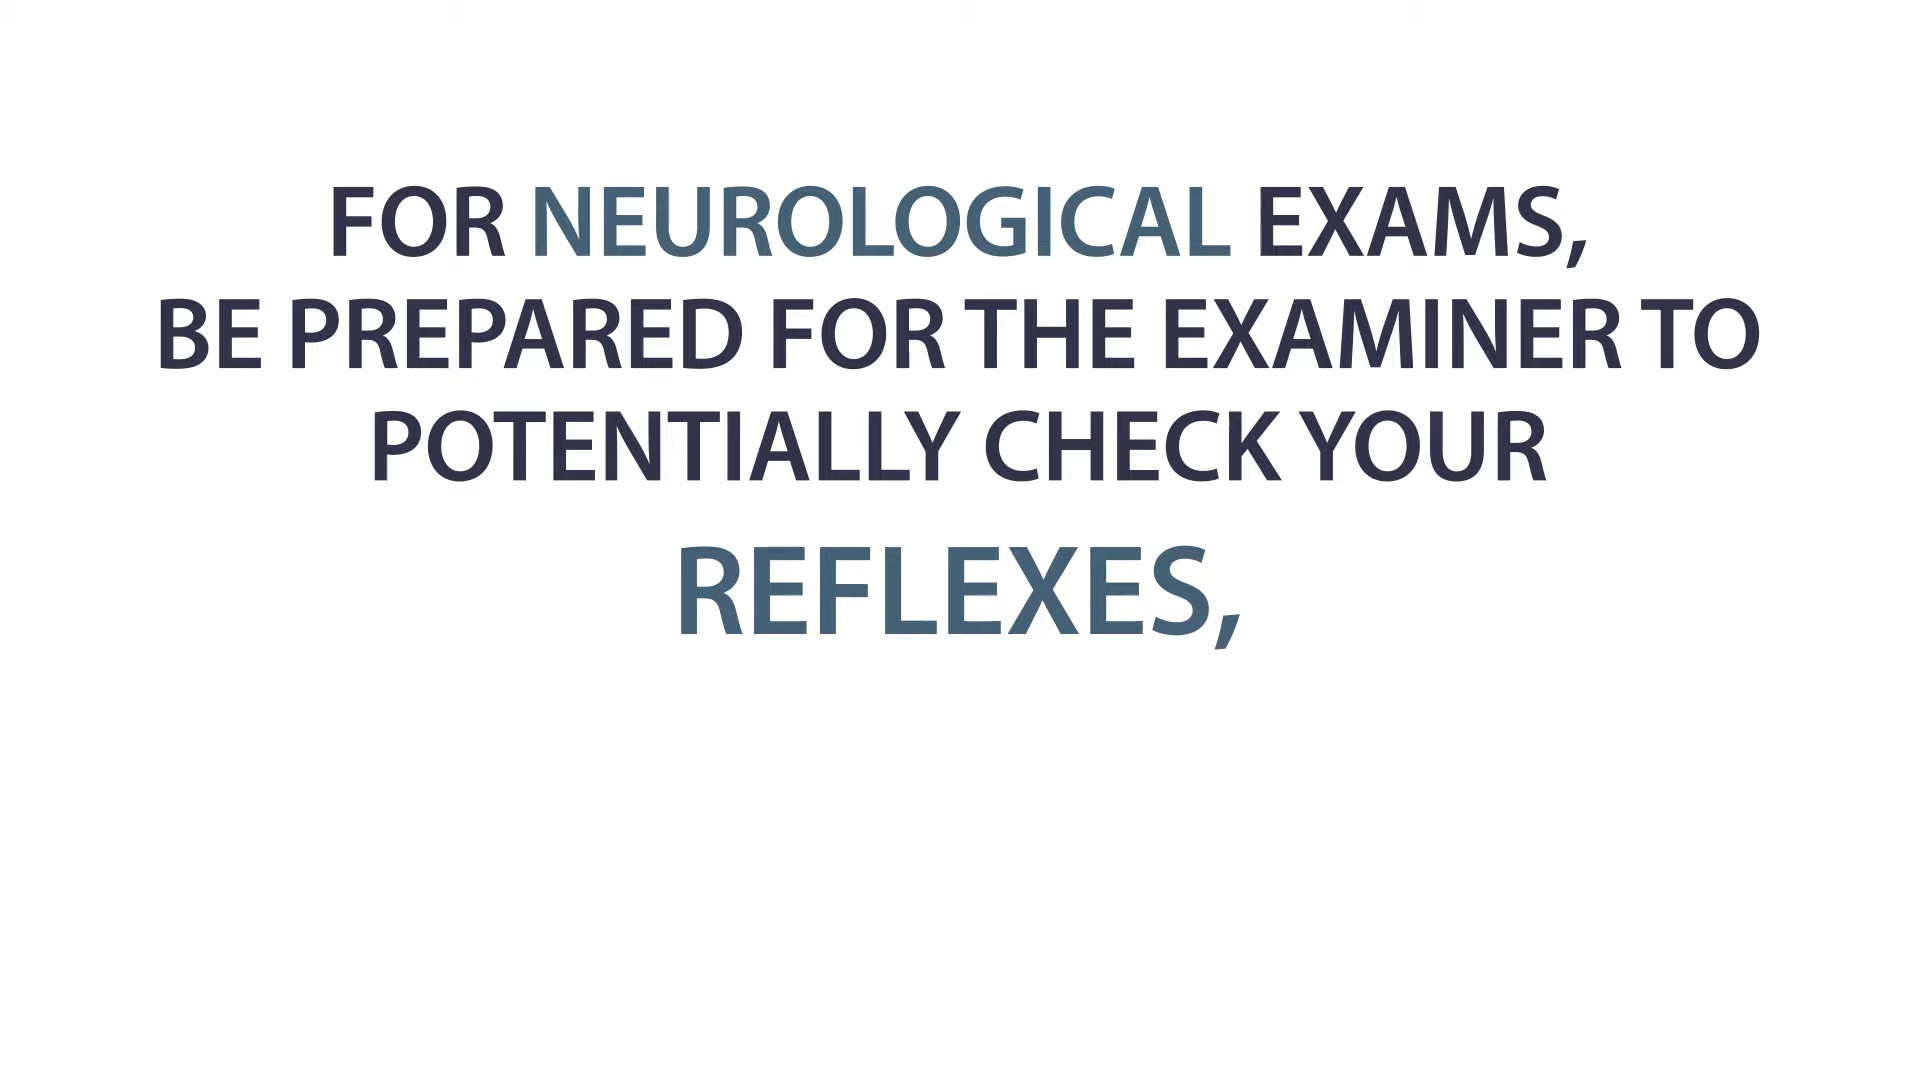 FOR NEUROLOGICAL EXAMS,
BE PREPARED FOR THE EXAMINER TO
POTENTIALLY CHECK YOUR
REFLEXES,